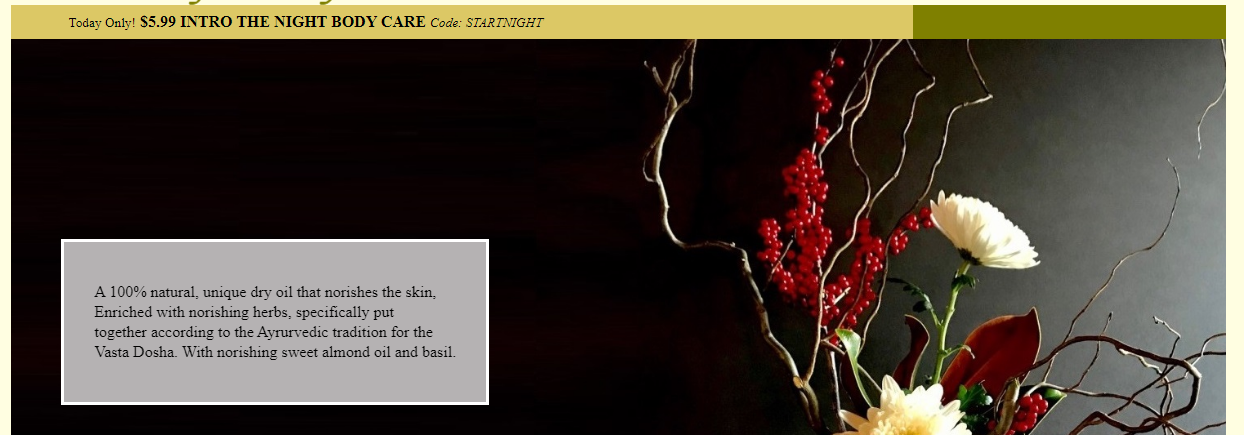 Today Only! $5.99 INTRO THE NIGHT BODY CARE Code: STARTNIGHT
A 100% natural, unique dry oil that norishes the skin,
Enriched with norishing herbs, specifically put
together according to the Ayrurvedic tradition for the
Vasta Dosha. With norishing sweet almond oil and basil.